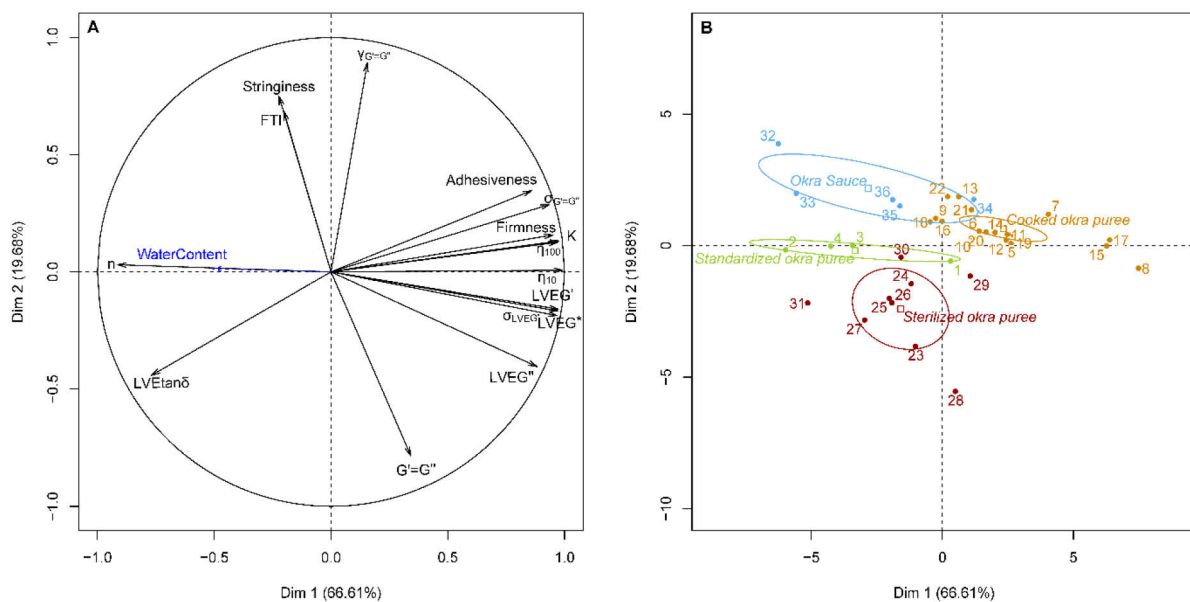 A
γG'=G''
Stringiness
FTI
Adhesiveness
σG'=G''
Firmness
K
η100
WaterContent
n
η10
LVEG'
σLVEG'
LVEG*
LVEtanδ
LVEG''
G'=G''
1.0
0.5
0.0
-0.5
-1.0
Dim 2 (19.68%)
-1.0 -0.5 0.0 0.5 1.0
Dim 1 (66.61%)
B
32
Okra Sauce
36
33
35
34
22 13
9 21
18
16
7
6 14
Cooked okra puree
11
17
10 20 12 5 19
15
8
2 4 3
Standardized okra puree
1
30
24
29
31
25 26
Sterilized okra puree
27
23
28
5
0
-5
-10
Dim 2 (19.68%)
-5 0 5
Dim 1 (66.61%)